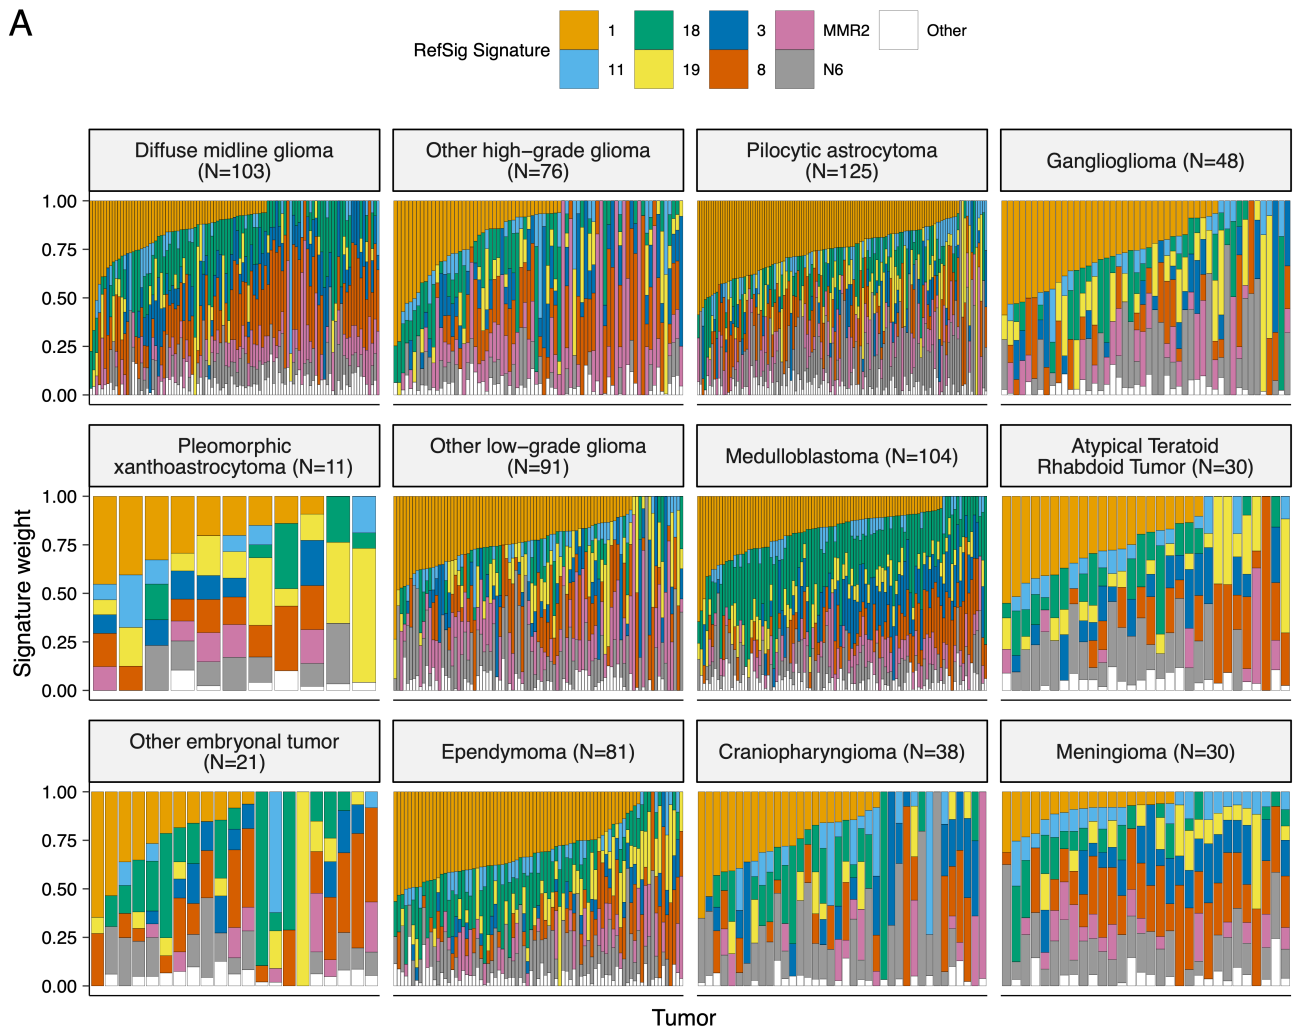 A
RefSig Signature
1
18
3
MMR2
Other
11
19
8
N6
Diffuse midline glioma
(N=103)
Other high−grade glioma
(N=76)
Pilocytic astrocytoma
(N=125)
Ganglioglioma (N=48)
1.00
0.75
0.50
0.25
0.00
Pleomorphic
xanthoastrocytoma (N=11)
Other low−grade glioma
(N=91)
Medulloblastoma (N=104)
Atypical Teratoid
Rhabdoid Tumor (N=30)
1.00
0.75
0.50
0.25
0.00
Signature weight
Other embryonal tumor
(N=21)
Ependymoma (N=81)
Craniopharyngioma (N=38)
Meningioma (N=30)
1.00
0.75
0.50
0.25
0.00
Tumor